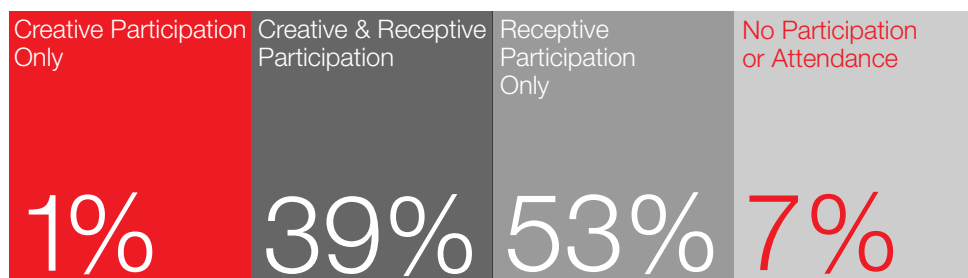 Creative Participation
Only
1%
Creative & Receptive
Participation
39%
Receptive
Participation
Only
53%
No Participation
or Attendance
7%